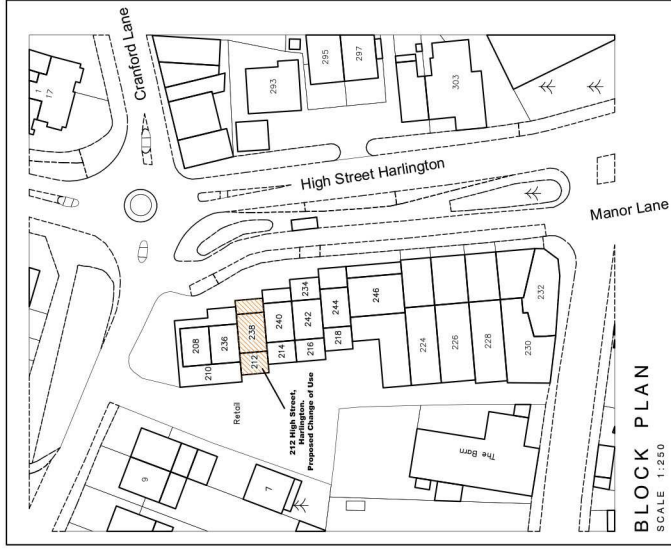 1
17
Cranford Lane
293
295
297
303
High Street Harlington
Manor Lane
208
210
236
238
212
240
214
234
242
216
244
218
246
224
226
228
232
230
Retail
212 High Street,
Harlington.
Proposed Change of Use
9
7
The Barn
BLOCK PLAN
SCALE 1:250